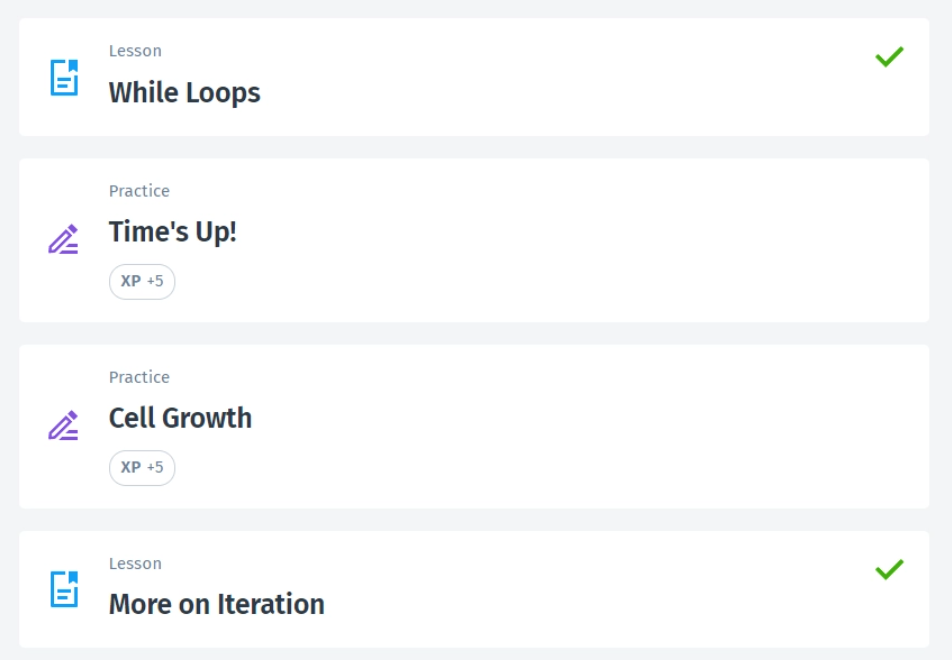 Lesson
While Loops
Practice
Time's Up!
XP +5
Practice
Cell Growth
XP +5
Lesson
More on Iteration